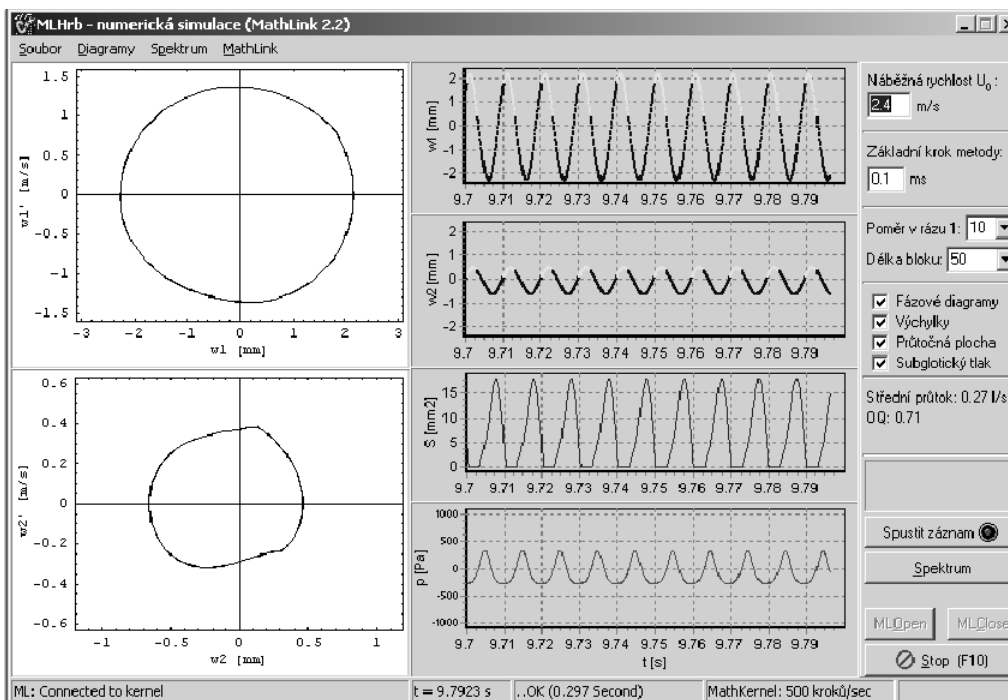 MLHrb - numerická simulace (MathLink 2.2)
Soubor Diagramy Spektrum MathLink
1.5
1
0.5
0
-0.5
-1
-1.5
w1' [m/s]
-3 -2 -1 0 1 2 3
w1 [mm]
0.6
0.4
0.2
0
-0.2
-0.4
-0.6
w2' [m/s]
-1 -0.5 0 0.5 1
w2 [mm]
2
1
0
-1
-2
w1 [mm]
9.7 9.71 9.72 9.73 9.74 9.75 9.76 9.77 9.78 9.79
2
1
0
-1
-2
w2 [mm]
9.7 9.71 9.72 9.73 9.74 9.75 9.76 9.77 9.78 9.79
15
10
5
0
S [mm2]
9.7 9.71 9.72 9.73 9.74 9.75 9.76 9.77 9.78 9.79
1000
500
0
-500
-1000
p [Pa]
9.7 9.71 9.72 9.73 9.74 9.75 9.76 9.77 9.78 9.79
t [s]
Náběžná rychlost U0 :
2.4 m/s
Základní krok metody:
0.1 ms
Poměr v rázu 1: 10
Délka bloku: 50
Fázové diagramy
Výchylky
Průtočná plocha
Subglotický tlak
Střední průtok: 0.27 l/s
OQ: 0.71
Spustit záznam
Spektrum
MLOpen MLClose
Stop (F10)
ML: Connected to kernel t = 9.7923 s ..OK (0.297 Second) MathKernel: 500 kroků/sec